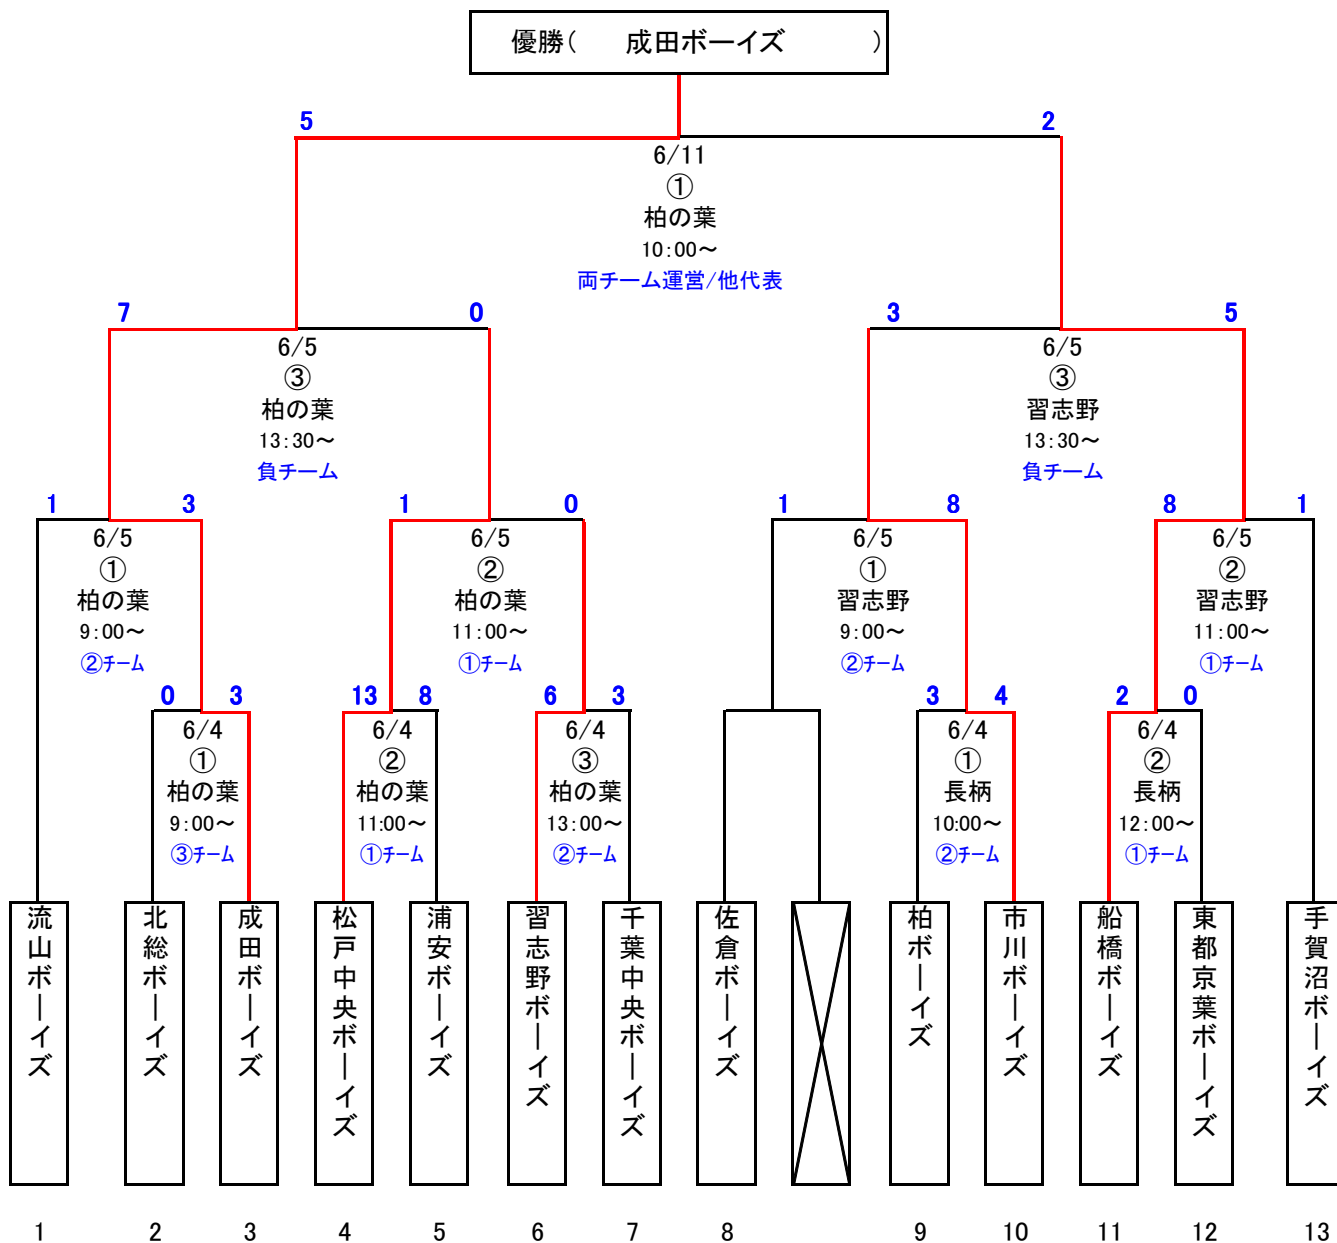 優勝(　　成田ボーイズ　　　)
5　2
6/11
①
柏の葉
10:00～
両チーム運営/他代表
7　0　3　5
6/5　6/5
③　③
柏の葉　習志野
13:30～　13:30～
負チーム　負チーム
1　3　1　0　1　8　8　1
6/5　6/5　6/5　6/5
①　②　①　②
柏の葉　柏の葉　習志野　習志野
9:00～　11:00～　9:00～　11:00～
②ﾁｰﾑ　①ﾁｰﾑ　②ﾁｰﾑ　①ﾁｰﾑ
0　3　13　8　6　3　3　4　2　0
6/4　6/4　6/4　6/4　6/4
①　②　③　①　②
柏の葉　柏の葉　柏の葉　長柄　長柄
9:00～　11:00～　13:00～　10:00～　12:00～
③ﾁｰﾑ　①ﾁｰﾑ　②ﾁｰﾑ　②ﾁｰﾑ　①ﾁｰﾑ
流山ボーイズ
北総ボーイズ
成田ボーイズ
松戸中央ボーイズ
浦安ボーイズ
習志野ボーイズ
千葉中央ボーイズ
佐倉ボーイズ
柏ボーイズ
市川ボーイズ
船橋ボーイズ
東都京葉ボーイズ
手賀沼ボーイズ
1　2　3　4　5　6　7　8　9　10　11　12　13